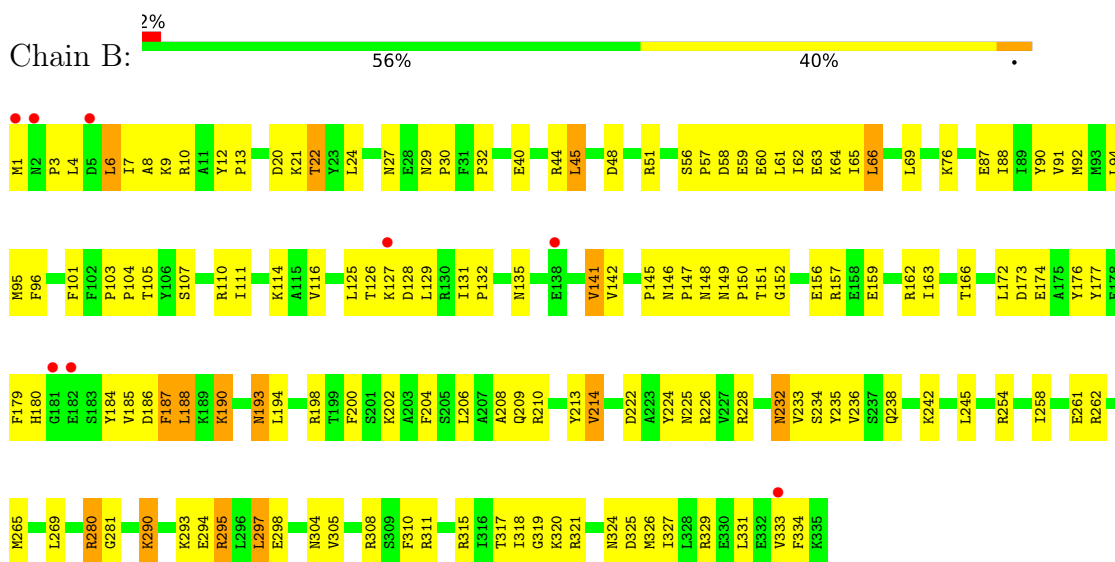 2%
Chain B:
56% 40% •
M1 N2 P3 L4 D5 L6 I7 A8 K9 R10 A11 Y12 P13 D20 K21 T22 Y23 L24 N27 E28 N29 P30 F31 P32 E40 R44 L45 D48 R51 S56 P57 D58 E59 E60 L61 I62 E63 K64 I65 L66 L69 K76 E87 I88 I89 Y90 V91 M92 M93 L94
M95 F96 F101 F102 P103 P104 T105 Y106 S107 R110 I111 K114 A115 V116 L125 T126 K127 D128 L129 R130 I131 P132 N135 E138 V141 V142 P145 N146 P147 N148 N149 P150 T151 G152 E156 R157 E158 E159 R162 I163 T166 L172 D173 E174 A175 Y176 Y177 F178
F179 H180 G181 E182 S183 Y184 V185 D186 F187 L188 K189 K190 N193 L194 R198 T199 F200 S201 K202 A203 F204 S205 L206 A207 A208 Q209 R210 Y213 V214 D222 A223 Y224 N225 R226 V227 R228 N232 V233 S234 Y235 V236 S237 Q238 K242 L245 R254 I258 E261 R262
M265 L269 R280 G281 K290 K293 E294 R295 L296 L297 E298 N304 V305 R308 S309 F310 R311 R315 I316 T317 I318 G319 K320 R321 N324 D325 M326 I327 L328 R329 E330 L331 E332 V333 F334 K335